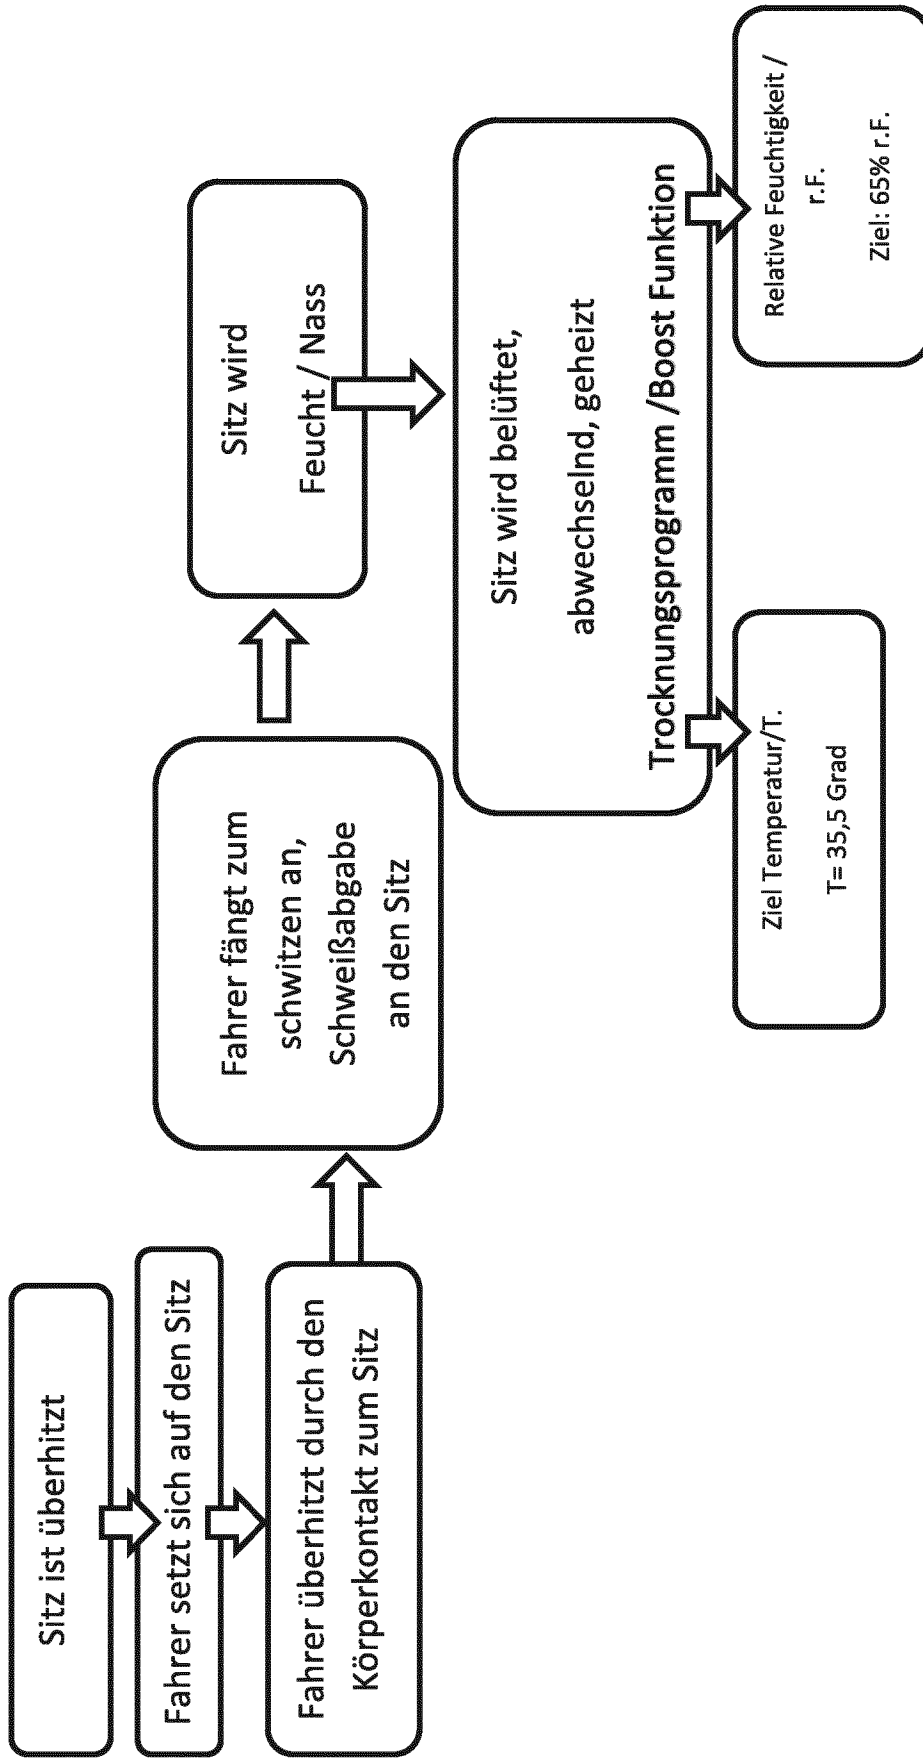 Sitz ist überhitzt
Fahrer setzt sich auf den Sitz
Fahrer überhitzt durch den
Körperkontakt zum Sitz
Fahrer fängt zum
schwitzen an,
Schweißabgabe
an den Sitz
Sitz wird
Feucht / Nass
Sitz wird belüftet,
abwechselnd, geheizt
Trocknungsprogramm /Boost Funktion
Ziel Temperatur/T.
T= 35,5 Grad
Relative Feuchtigkeit /
r.F.
Ziel: 65% r.F.